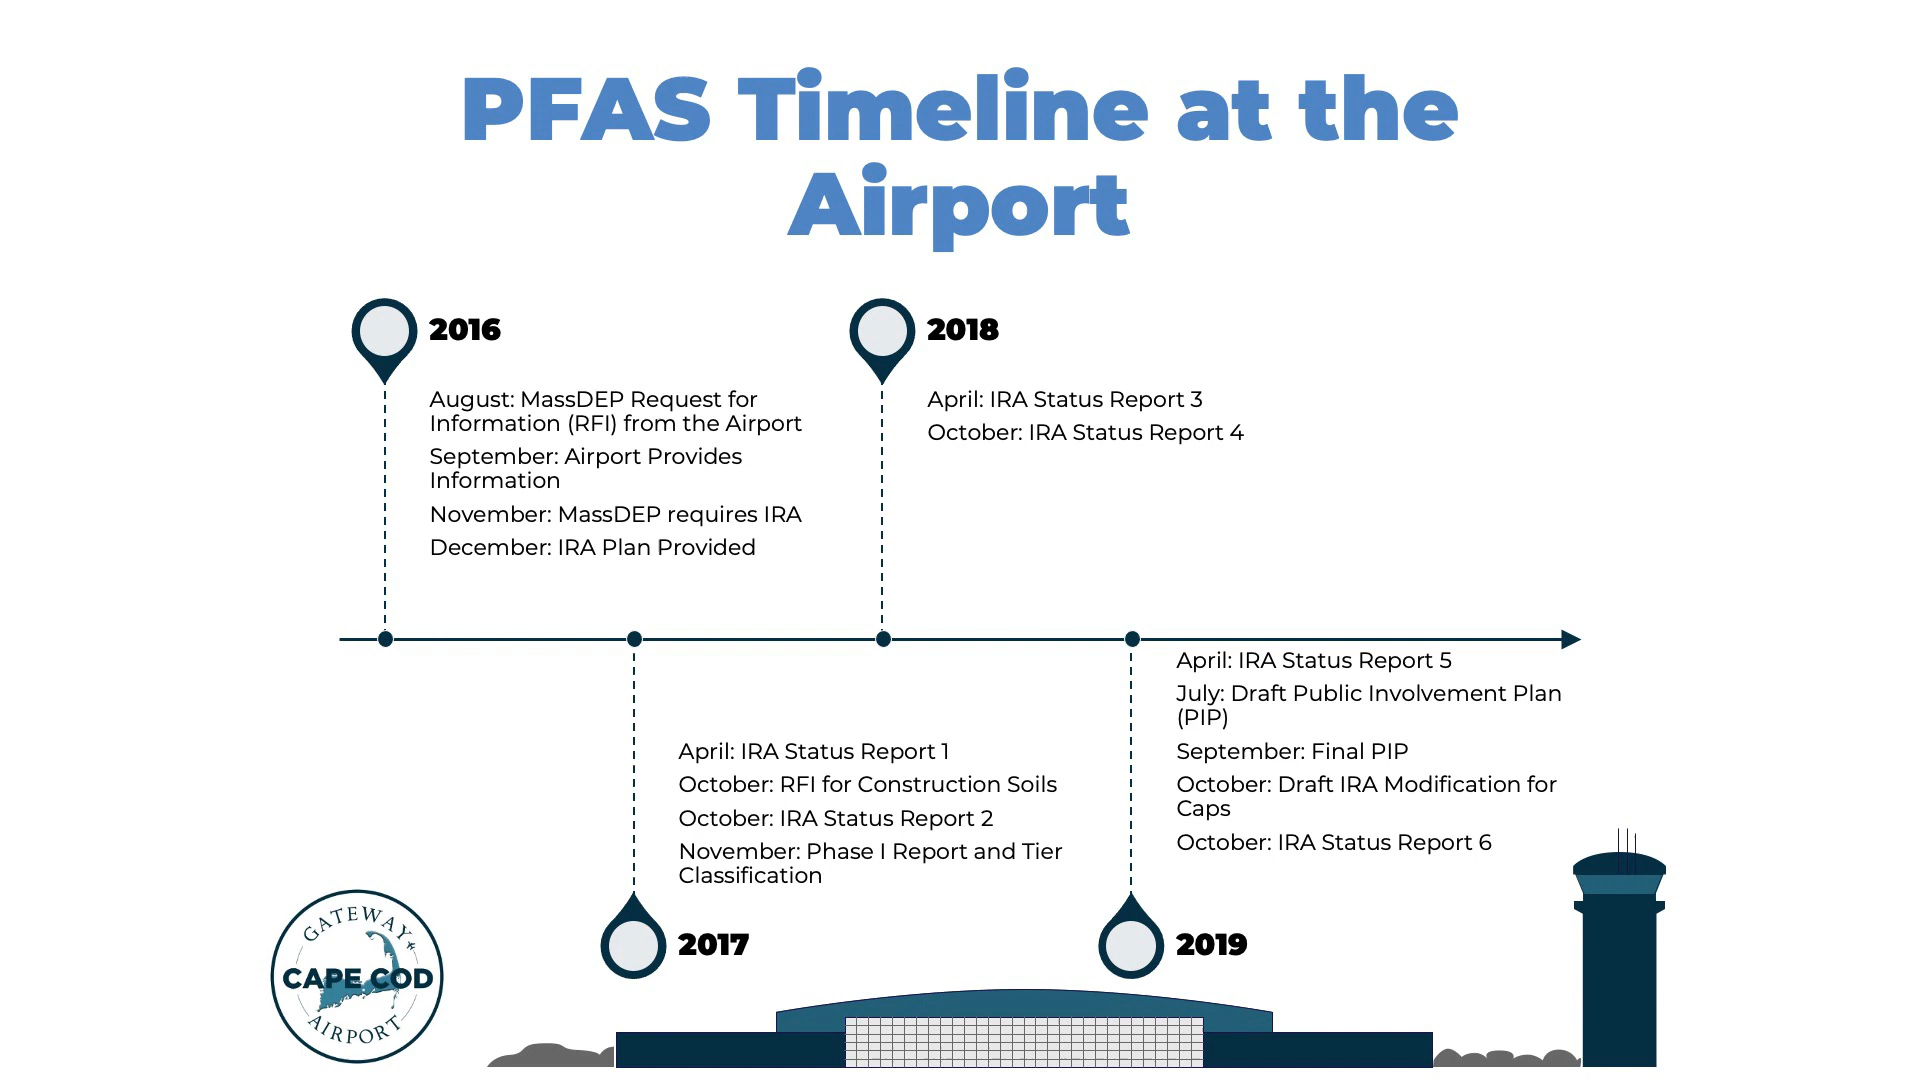 PFAS Timeline at the
Airport
2016
August: MassDEP Request for
Information (RFI) from the Airport
September: Airport Provides
Information
November: MassDEP requires IRA
December: IRA Plan Provided
2018
April: IRA Status Report 3
October: IRA Status Report 4
April: IRA Status Report 1
October: RFI for Construction Soils
October: IRA Status Report 2
November: Phase I Report and Tier
Classification
2017
April: IRA Status Report 5
July: Draft Public Involvement Plan
(PIP)
September: Final PIP
October: Draft IRA Modification for
Caps
October: IRA Status Report 6
2019
GATEWAY
CAPE COD
AIRPORT